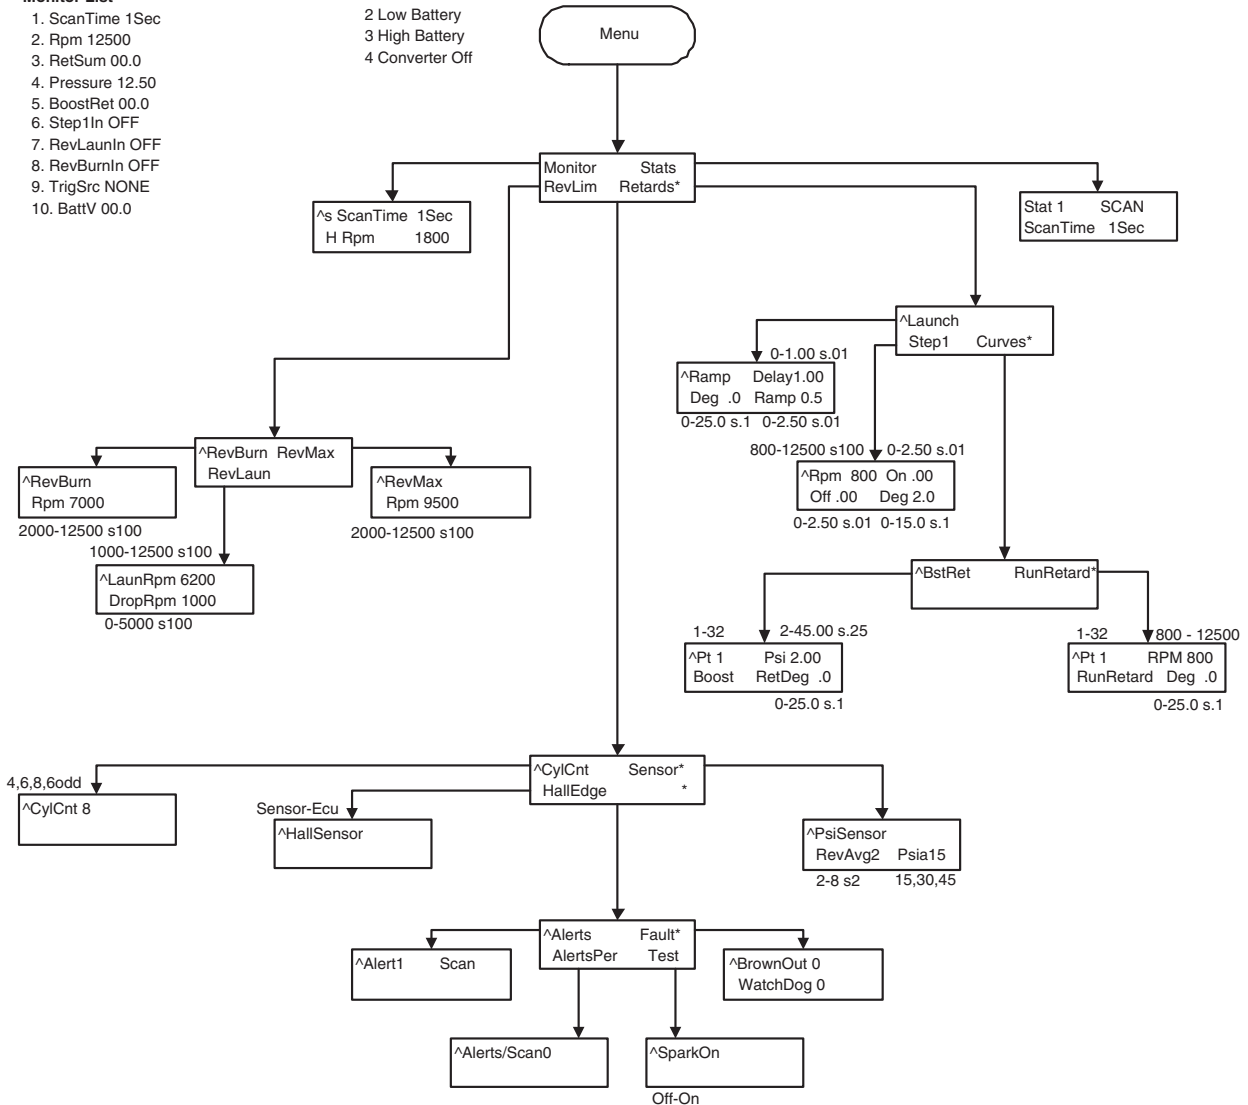 Monitor List
1. ScanTime 1Sec
2. Rpm 12500
3. RetSum 00.0
4. Pressure 12.50
5. BoostRet 00.0
6. Step1In OFF
7. RevLaunIn OFF
8. RevBurnIn OFF
9. TrigSrc NONE
10. BattV 00.0
2 Low Battery
3 High Battery
4 Converter Off
Menu
Monitor Stats
RevLim Retards*
^s ScanTime 1Sec
H Rpm 1800
Stat 1 SCAN
ScanTime 1Sec
^Launch
Step1 Curves*
0-1.00 s.01
^Ramp Delay1.00
Deg .0 Ramp 0.5
0-25.0 s.1 0-2.50 s.01
800-12500 s100 0-2.50 s.01
^Rpm 800 On .00
Off .00 Deg 2.0
0-2.50 s.01 0-15.0 s.1
^RevBurn RevMax
RevLaun
^RevBurn
Rpm 7000
2000-12500 s100
^RevMax
Rpm 9500
2000-12500 s100
1000-12500 s100
^LaunRpm 6200
DropRpm 1000
0-5000 s100
^BstRet RunRetard*
1-32 2-45.00 s.25
^Pt 1 Psi 2.00
Boost RetDeg .0
0-25.0 s.1
1-32 800 - 12500
^Pt 1 RPM 800
RunRetard Deg .0
0-25.0 s.1
^CylCnt Sensor*
HallEdge *
4,6,8,6odd
^CylCnt 8
Sensor-Ecu
^HallSensor
^PsiSensor
RevAvg2 Psia15
2-8 s2 15,30,45
^Alerts Fault*
AlertsPer Test
^Alert1 Scan
^BrownOut 0
WatchDog 0
^Alerts/Scan0
^SparkOn
Off-On